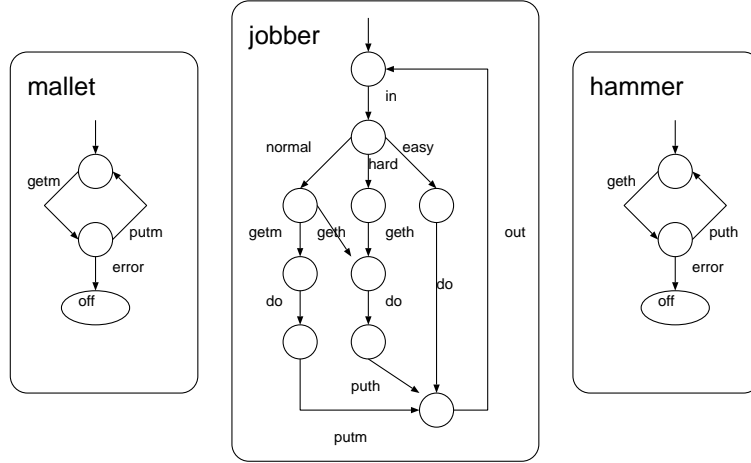 mallet
getm
putm
error
off
jobber
in
normal
easy
hard
getm
geth
geth
out
do
do
do
puth
putm
hammer
geth
puth
error
off